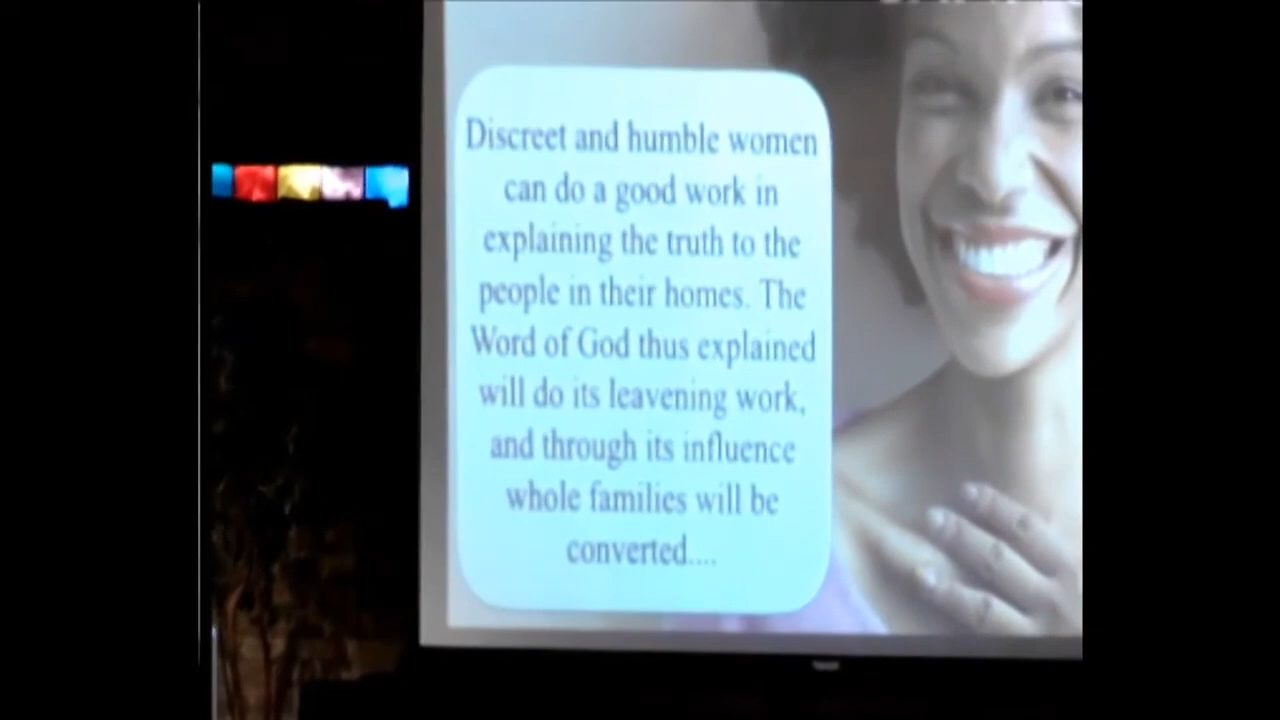 Discreet and humble women
can do a good work in
explaining the truth to the
people in their homes. The
Word of God thus explained
will do its leavening work,
and through its influence
whole families will be
converted....